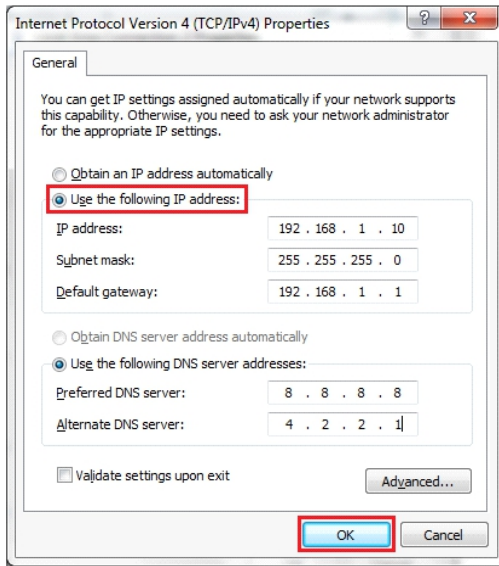 Internet Protocol Version 4 (TCP/IPv4) Properties
General
You can get IP settings assigned automatically if your network supports
this capability. Otherwise, you need to ask your network administrator
for the appropriate IP settings.
Obtain an IP address automatically
Use the following IP address:
IP address: 192 . 168 . 1 . 10
Subnet mask: 255 . 255 . 255 . 0
Default gateway: 192 . 168 . 1 . 1
Obtain DNS server address automatically
Use the following DNS server addresses:
Preferred DNS server: 8 . 8 . 8 . 8
Alternate DNS server: 4 . 2 . 2 . 1
Validate settings upon exit
Advanced...
OK Cancel